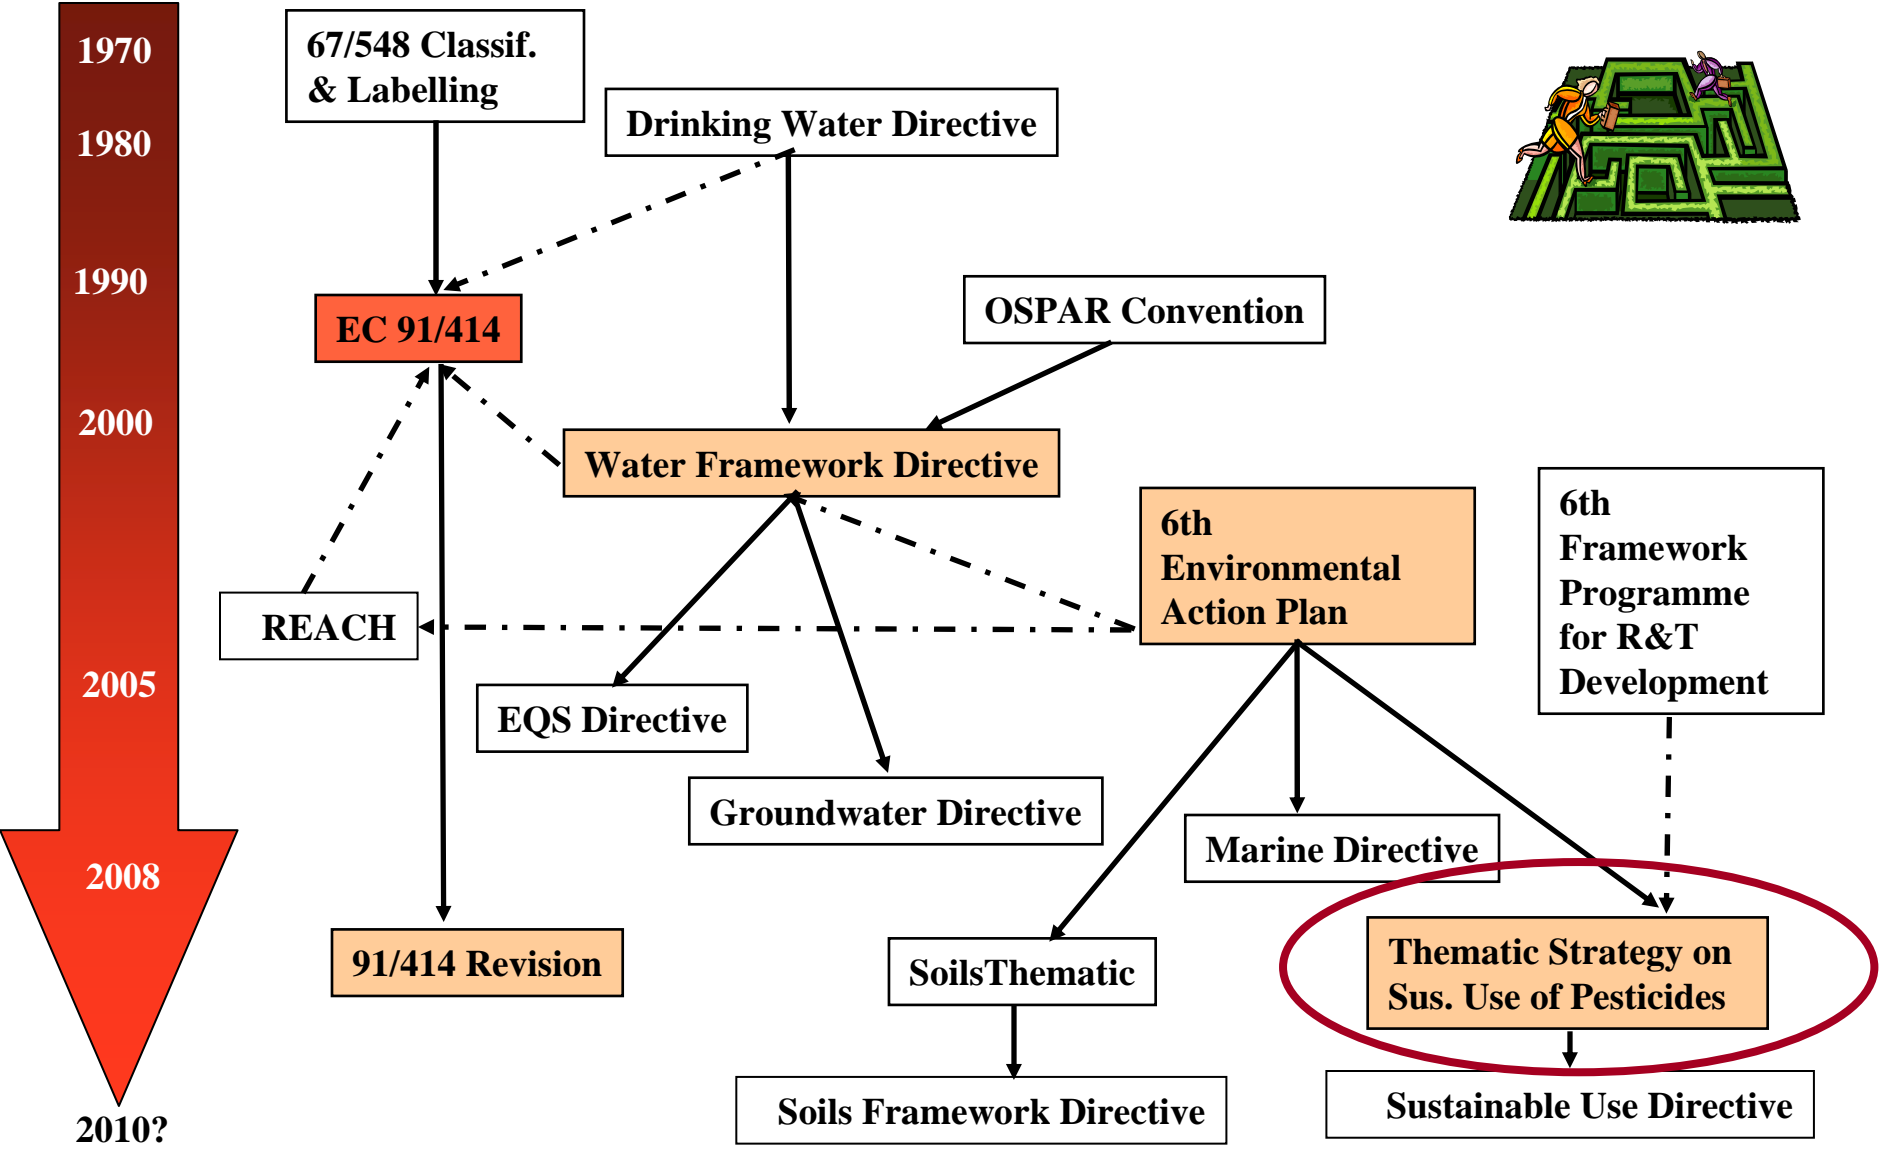 1970
1980
1990
2000
2005
2008
2010?
67/548 Classif.
& Labelling
Drinking Water Directive
EC 91/414
OSPAR Convention
Water Framework Directive
6th
Environmental
Action Plan
6th
Framework
Programme
for R&T
Development
REACH
EQS Directive
Groundwater Directive
Marine Directive
91/414 Revision
SoilsThematic
Thematic Strategy on
Sus. Use of Pesticides
Soils Framework Directive
Sustainable Use Directive